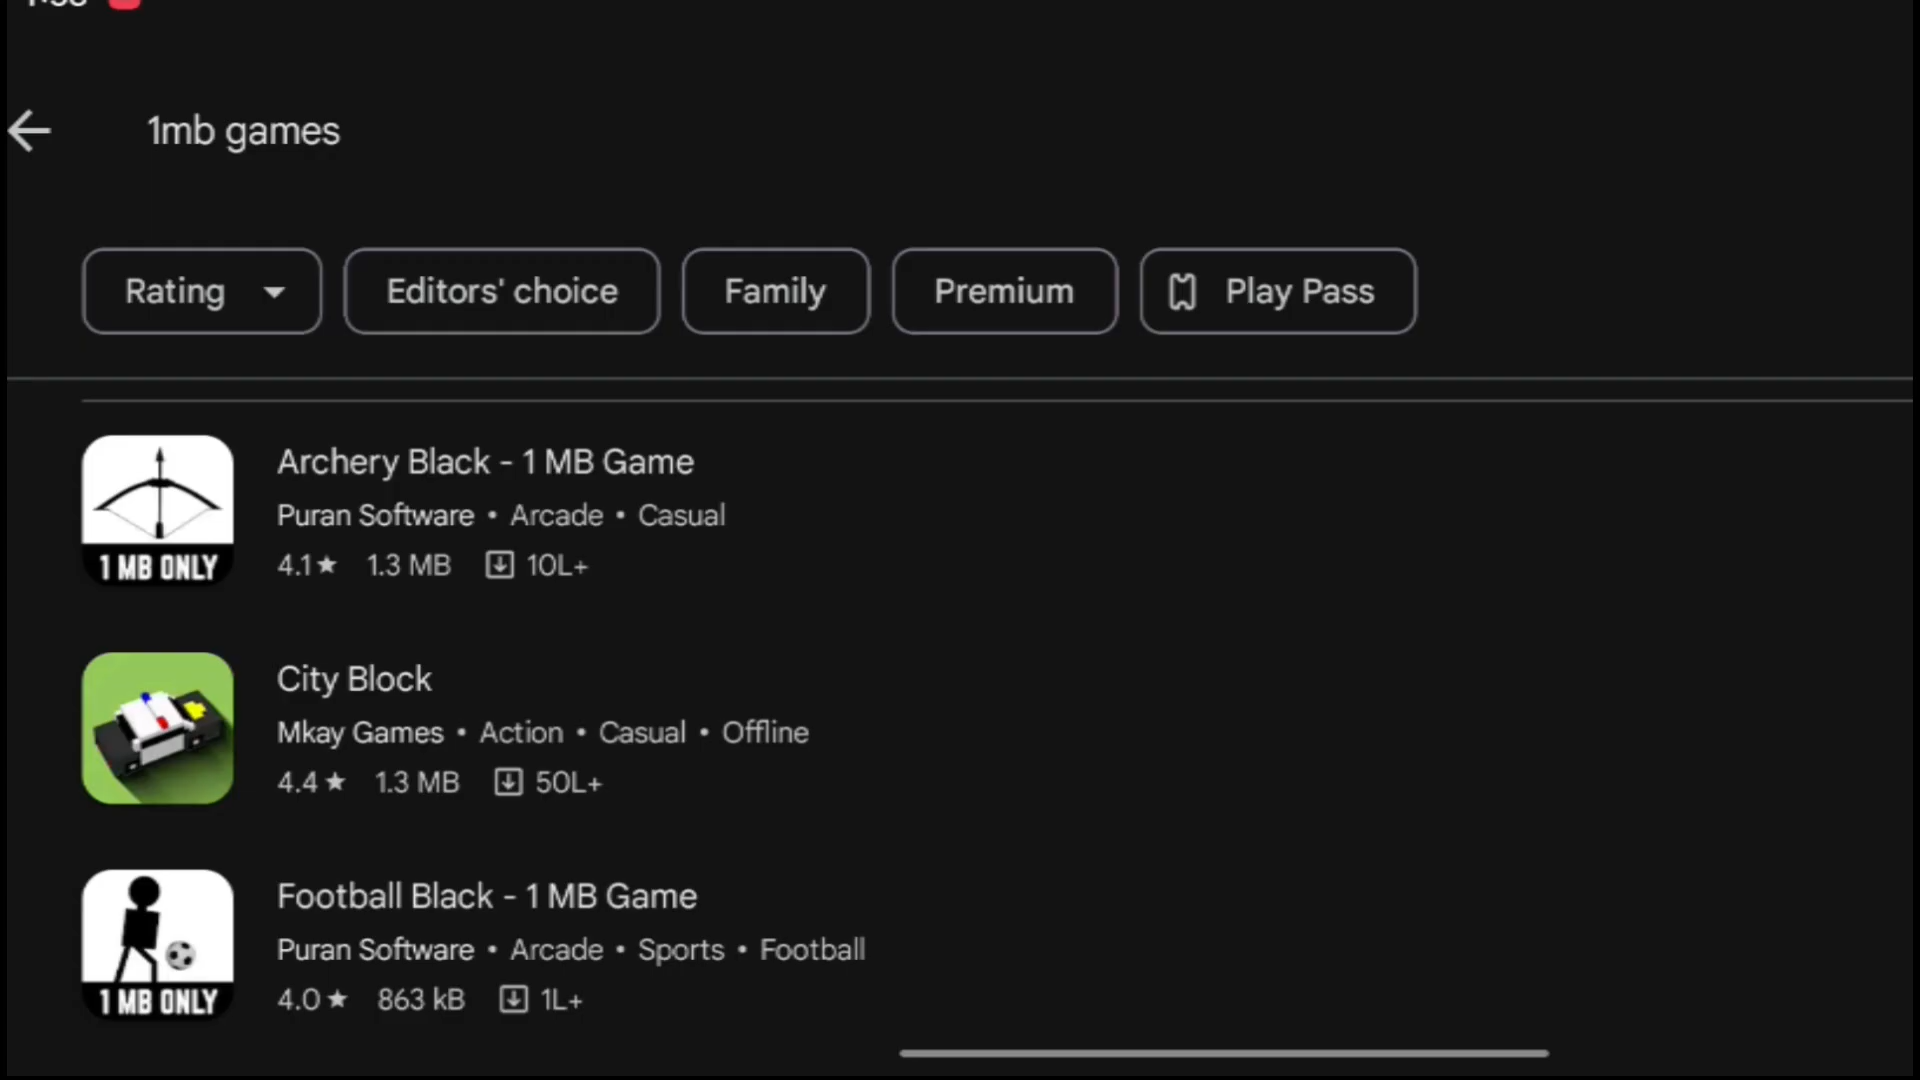 1mb games
Rating
Editors' choice
Family
Premium
Play Pass
Archery Black - 1 MB Game
Puran Software • Arcade • Casual
4.1★ 1.3 MB 10L+
1 MB ONLY
City Block
Mkay Games • Action • Casual • Offline
4.4★ 1.3 MB 50L+
Football Black - 1 MB Game
Puran Software • Arcade • Sports • Football
4.0★ 863 kB 1L+
1 MB ONLY